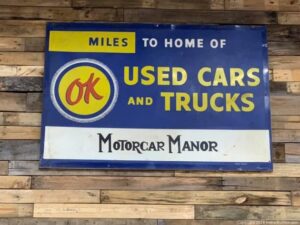 MILES TO HOME OF
OK
USED CARS
AND TRUCKS
MOTORCAR MANOR